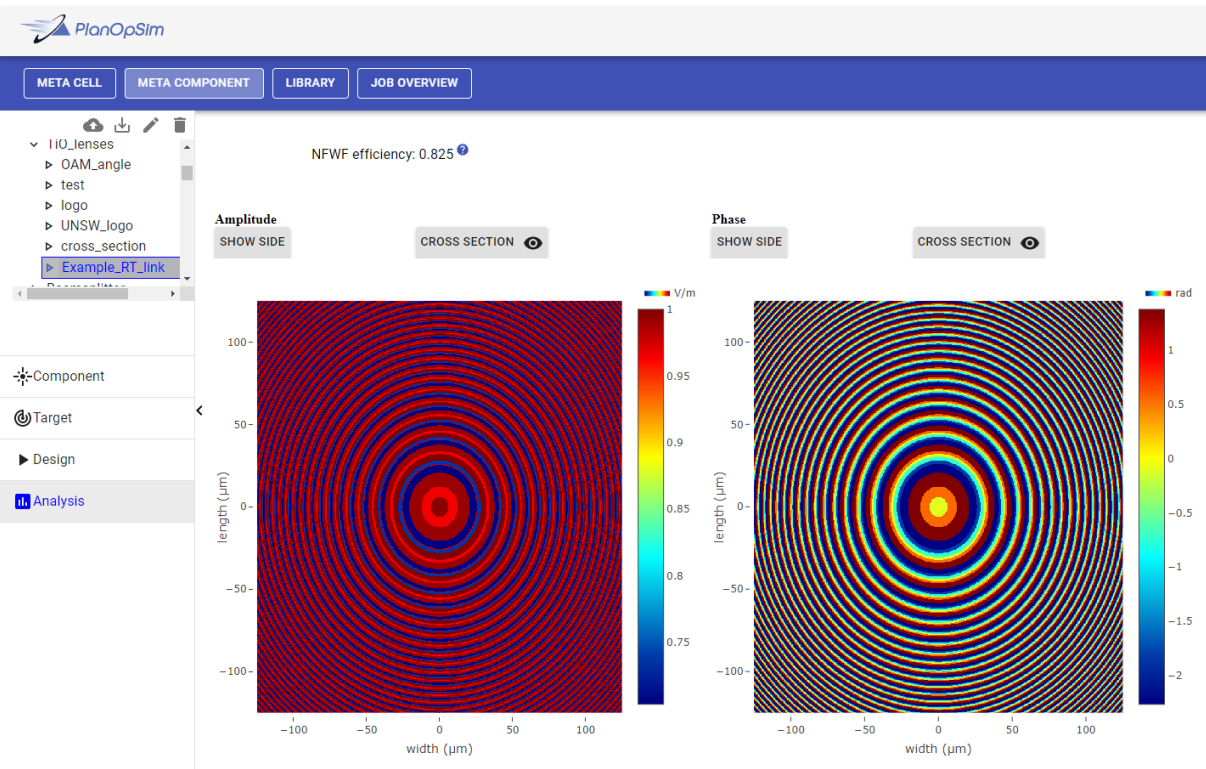 PlanOpSim
META CELL
META COMPONENT
LIBRARY
JOB OVERVIEW
TiO_lenses
OAM_angle
test
logo
UNSW_logo
cross_section
Example_RT_link
Component
Target
Design
Analysis
NFWF efficiency: 0.825 ?
Amplitude
SHOW SIDE
CROSS SECTION
V/m
1
0.95
0.9
0.85
0.8
0.75
100
50
0
−50
−100
length (μm)
−100
−50
0
50
100
width (μm)
Phase
SHOW SIDE
CROSS SECTION
rad
1
0.5
0
−0.5
−1
−1.5
−2
100
50
0
−50
−100
length (μm)
−100
−50
0
50
100
width (μm)